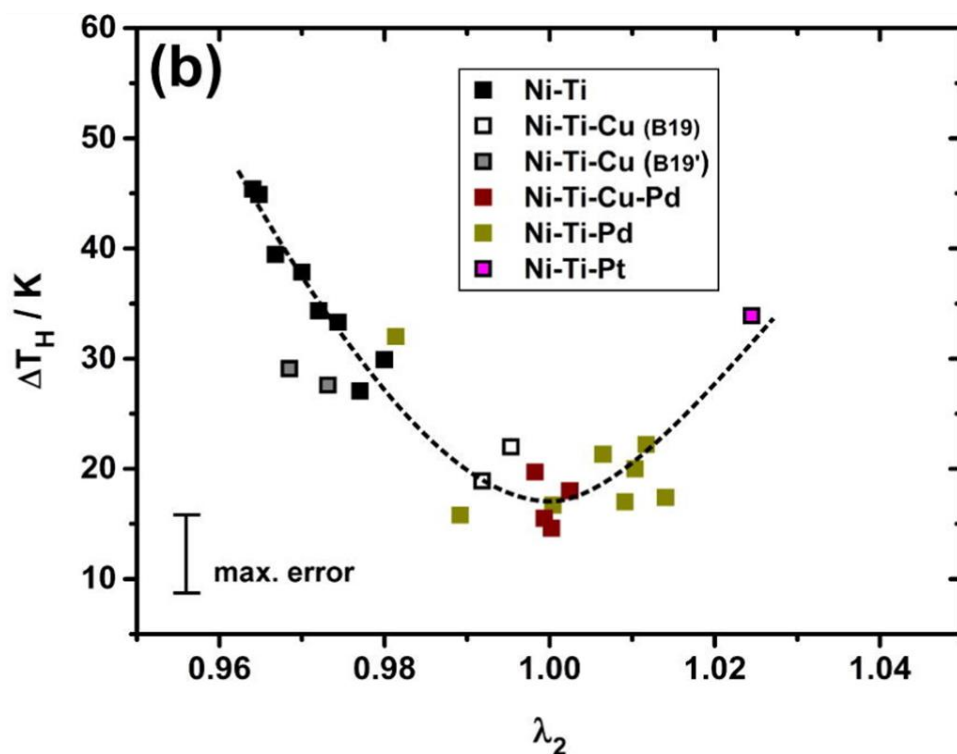 (b)
60
50
40
30
20
10
ΔT_H / K
Ni-Ti
Ni-Ti-Cu (B19)
Ni-Ti-Cu (B19')
Ni-Ti-Cu-Pd
Ni-Ti-Pd
Ni-Ti-Pt
max. error
0.96 0.98 1.00 1.02 1.04
λ_2